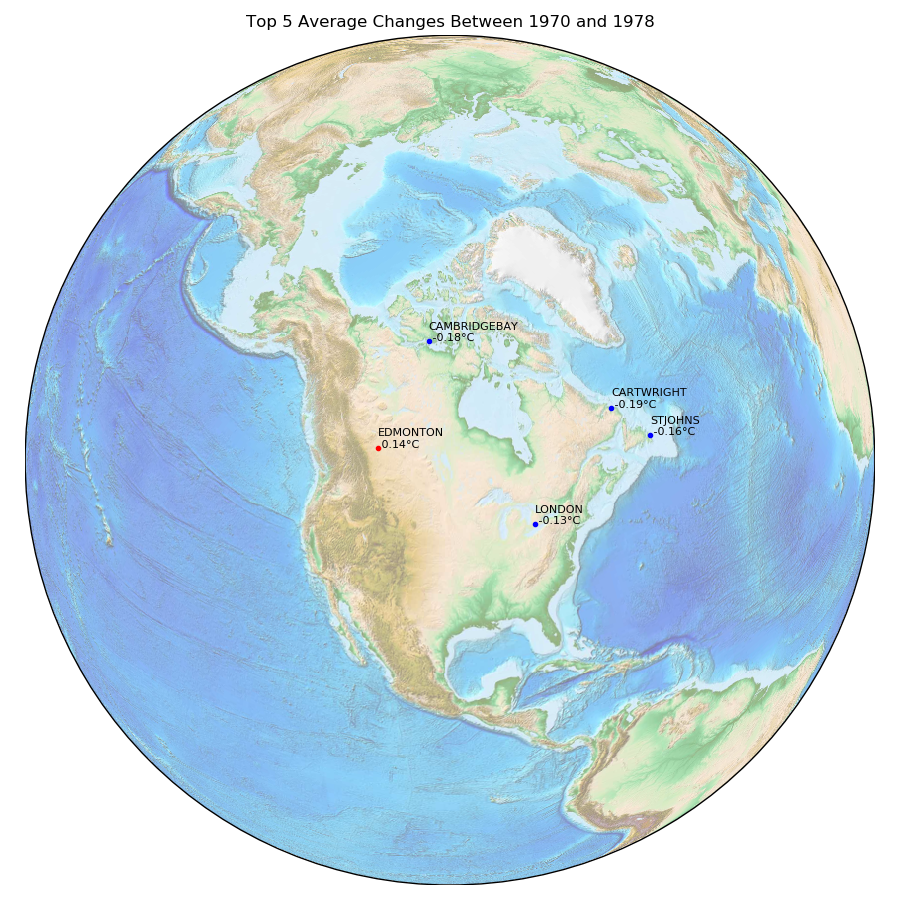 Top 5 Average Changes Between 1970 and 1978
CAMBRIDGEBAY
-0.18°C
CARTWRIGHT
-0.19°C
STJOHNS
-0.16°C
EDMONTON
0.14°C
LONDON
-0.13°C